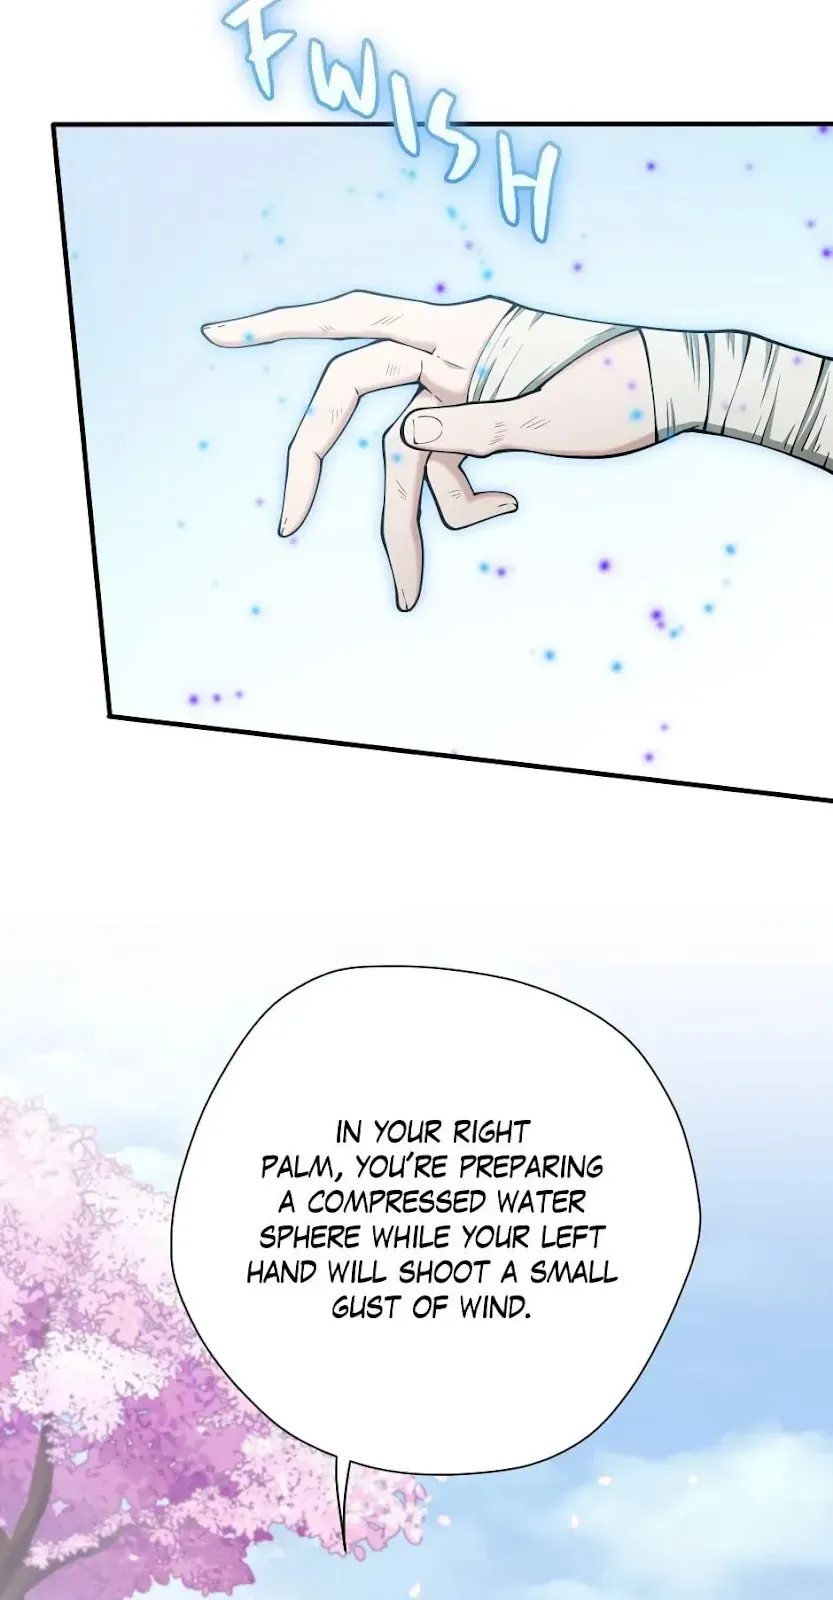 FWISH
IN YOUR RIGHT
PALM, YOU'RE PREPARING
A COMPRESSED WATER
SPHERE WHILE YOUR LEFT
HAND WILL SHOOT A SMALL
GUST OF WIND.